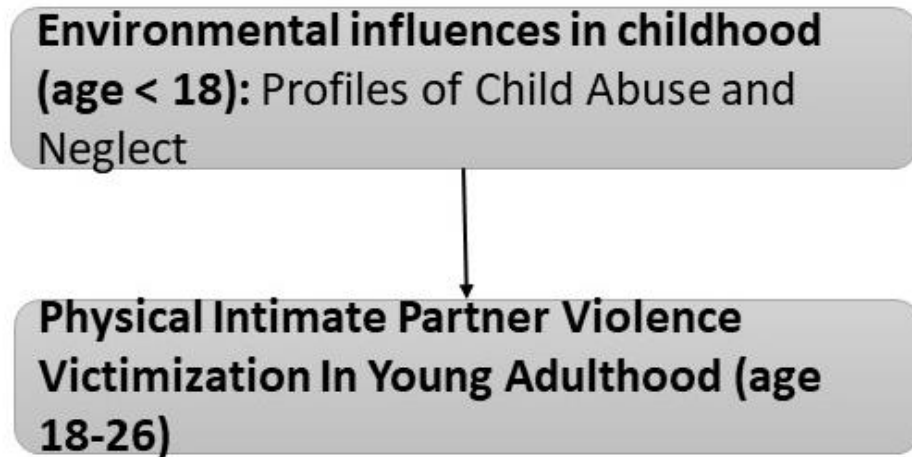 Environmental influences in childhood
(age < 18): Profiles of Child Abuse and
Neglect
Physical Intimate Partner Violence
Victimization In Young Adulthood (age
18-26)